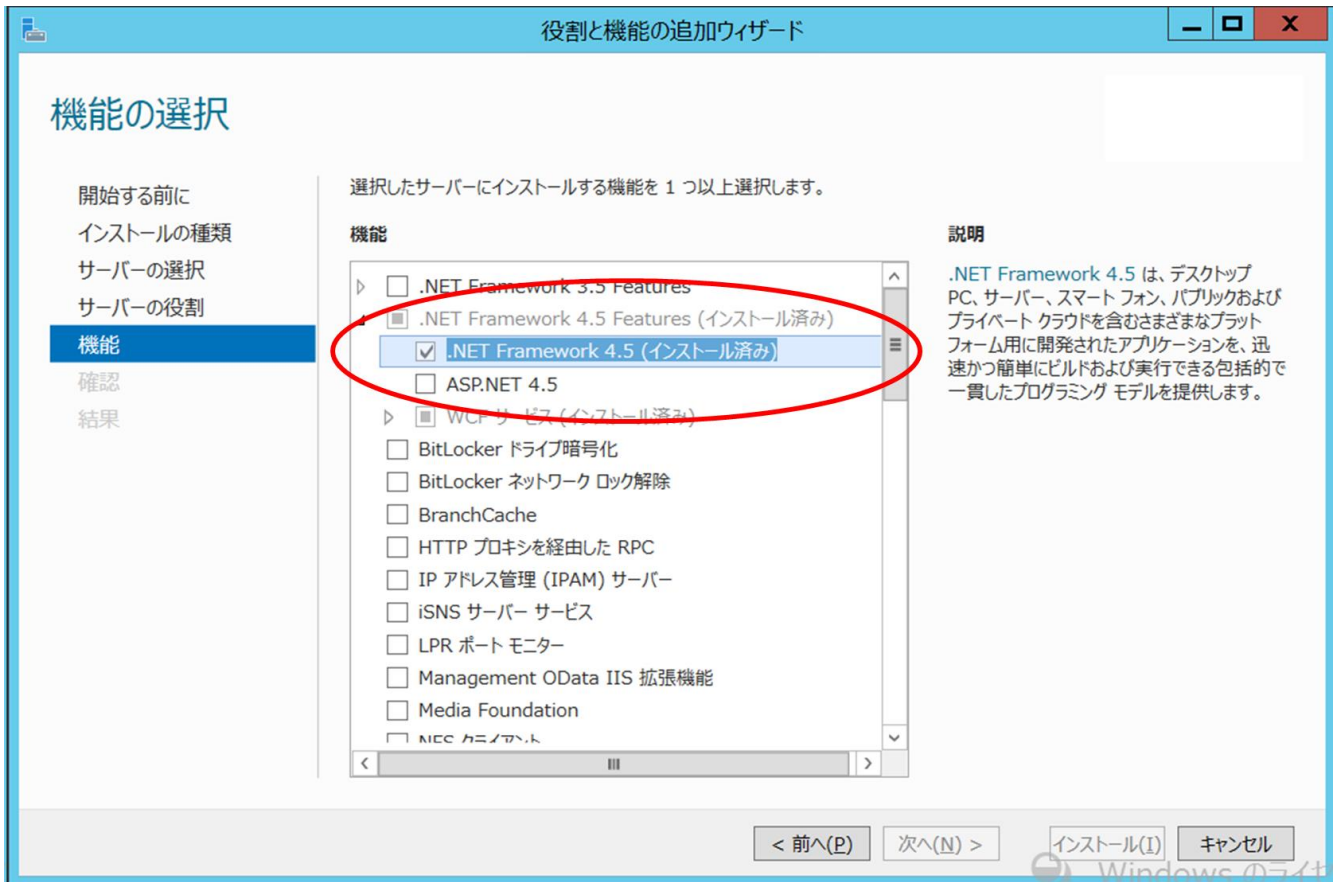 役割と機能の追加ウィザード
機能の選択
開始する前に
インストールの種類
サーバーの選択
サーバーの役割
機能
確認
結果
選択したサーバーにインストールする機能を 1 つ以上選択します。
機能
.NET Framework 3.5 Features
.NET Framework 4.5 Features (インストール済み)
.NET Framework 4.5 (インストール済み)
ASP.NET 4.5
WCF サービス (インストール済み)
BitLocker ドライブ暗号化
BitLocker ネットワーク ロック解除
BranchCache
HTTP プロキシを経由した RPC
IP アドレス管理 (IPAM) サーバー
iSNS サーバー サービス
LPR ポート モニター
Management OData IIS 拡張機能
Media Foundation
NFS クライアント
説明
.NET Framework 4.5 は、デスクトップ
PC、サーバー、スマート フォン、パブリックおよび
プライベート クラウドを含むさまざまなプラット
フォーム用に開発されたアプリケーションを、迅
速かつ簡単にビルドおよび実行できる包括的で
一貫したプログラミング モデルを提供します。
< 前へ(P)
次へ(N) >
インストール(I)
キャンセル
Windows のライセ